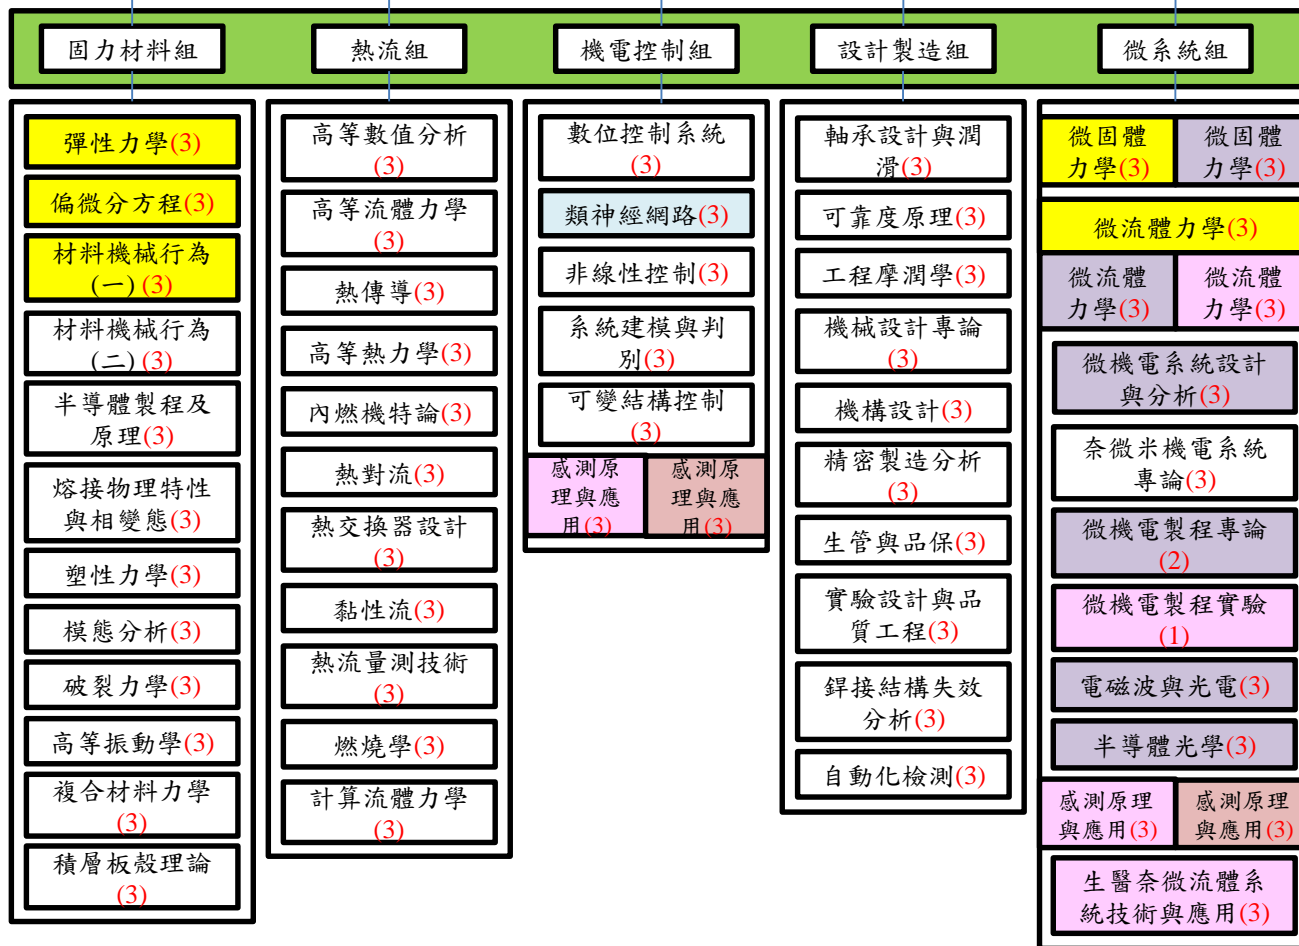 固力材料組
熱流組
機電控制組
設計製造組
微系統組
彈性力學(3)
偏微分方程(3)
材料機械行為
(一)(3)
材料機械行為
(二)(3)
半導體製程及
原理(3)
熔接物理特性
與相變態(3)
塑性力學(3)
模態分析(3)
破裂力學(3)
高等振動學(3)
複合材料力學
(3)
積層板殼理論
(3)
高等數值分析
(3)
高等流體力學
(3)
熱傳導(3)
高等熱力學(3)
內燃機特論(3)
熱對流(3)
熱交換器設計
(3)
黏性流(3)
熱流量測技術
(3)
燃燒學(3)
計算流體力學
(3)
數位控制系統
(3)
類神經網路(3)
非線性控制(3)
系統建模與判
別(3)
可變結構控制
(3)
感測原
理與應
用(3)
感測原
理與應
用(3)
軸承設計與潤
滑(3)
可靠度原理(3)
工程摩潤學(3)
機械設計專論
(3)
機構設計(3)
精密製造分析
(3)
生管與品保(3)
實驗設計與品
質工程(3)
銲接結構失效
分析(3)
自動化檢測(3)
微固體
力學(3)
微固體
力學(3)
微流體力學(3)
微流體
力學(3)
微流體
力學(3)
微機電系統設計
與分析(3)
奈微米機電系統
專論(3)
微機電製程專論
(2)
微機電製程實驗
(1)
電磁波與光電(3)
半導體光學(3)
感測原理
與應用(3)
感測原理
與應用(3)
生醫奈微流體系
統技術與應用(3)